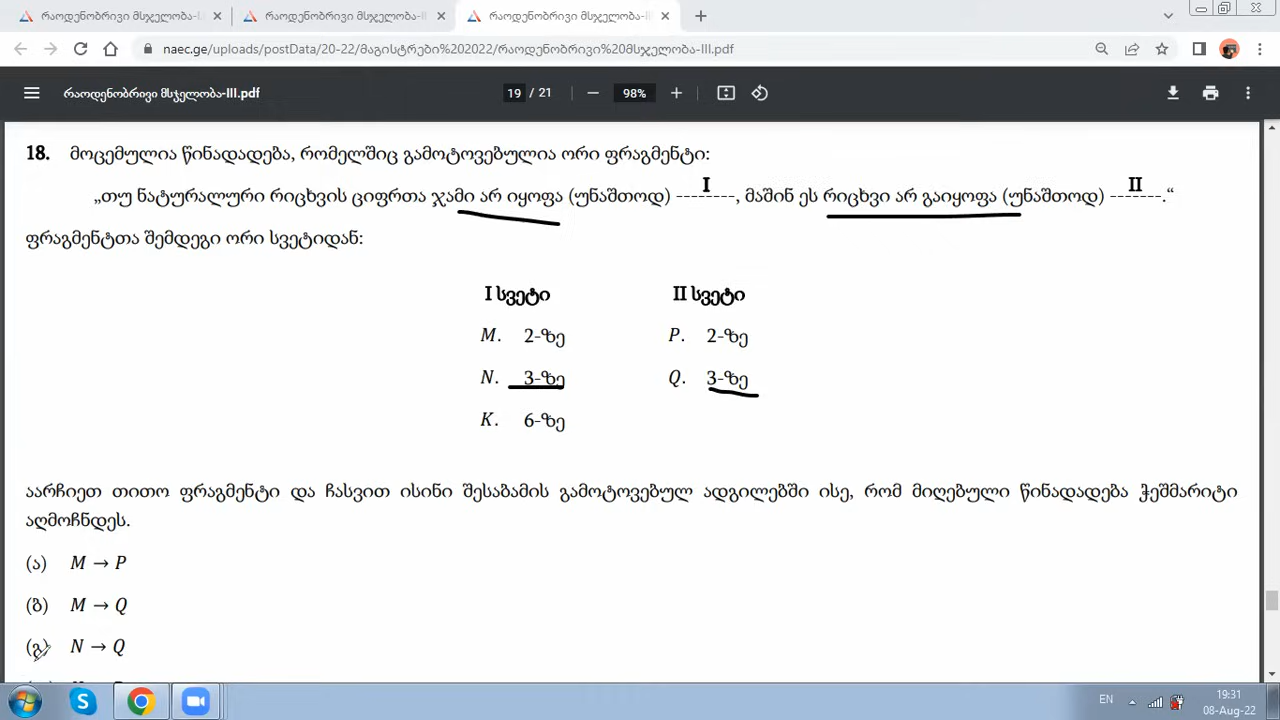 რაოდენობრივი მსჯელობა-I
რაოდენობრივი მსჯელობა-I
რაოდენობრივი მსჯელობა-III
naec.ge/uploads/postData/20-22/მაგისტრები%202022/რაოდენობრივი%20მსჯელობა-III.pdf
რაოდენობრივი მსჯელობა-III.pdf
19 / 21
98%
18. მოცემულია წინადადება, რომელშიც გამოტოვებულია ორი ფრაგმენტი:
„თუ ნატურალური რიცხვის ციფრთა ჯამი არ იყოფა (უნაშთოდ) --------I, მაშინ ეს რიცხვი არ გაიყოფა (უნაშთოდ) -------II.“
ფრაგმენტთა შემდეგი ორი სვეტიდან:
I სვეტი II სვეტი
M. 2-ზე P. 2-ზე
N. 3-ზე Q. 3-ზე
K. 6-ზე
აარჩიეთ თითო ფრაგმენტი და ჩასვით ისინი შესაბამის გამოტოვებულ ადგილებში ისე, რომ მიღებული წინადადება ჭეშმარიტი
აღმოჩნდეს.
(ა) M → P
(ბ) M → Q
(გ) N → Q
EN
19:31
08-Aug-22